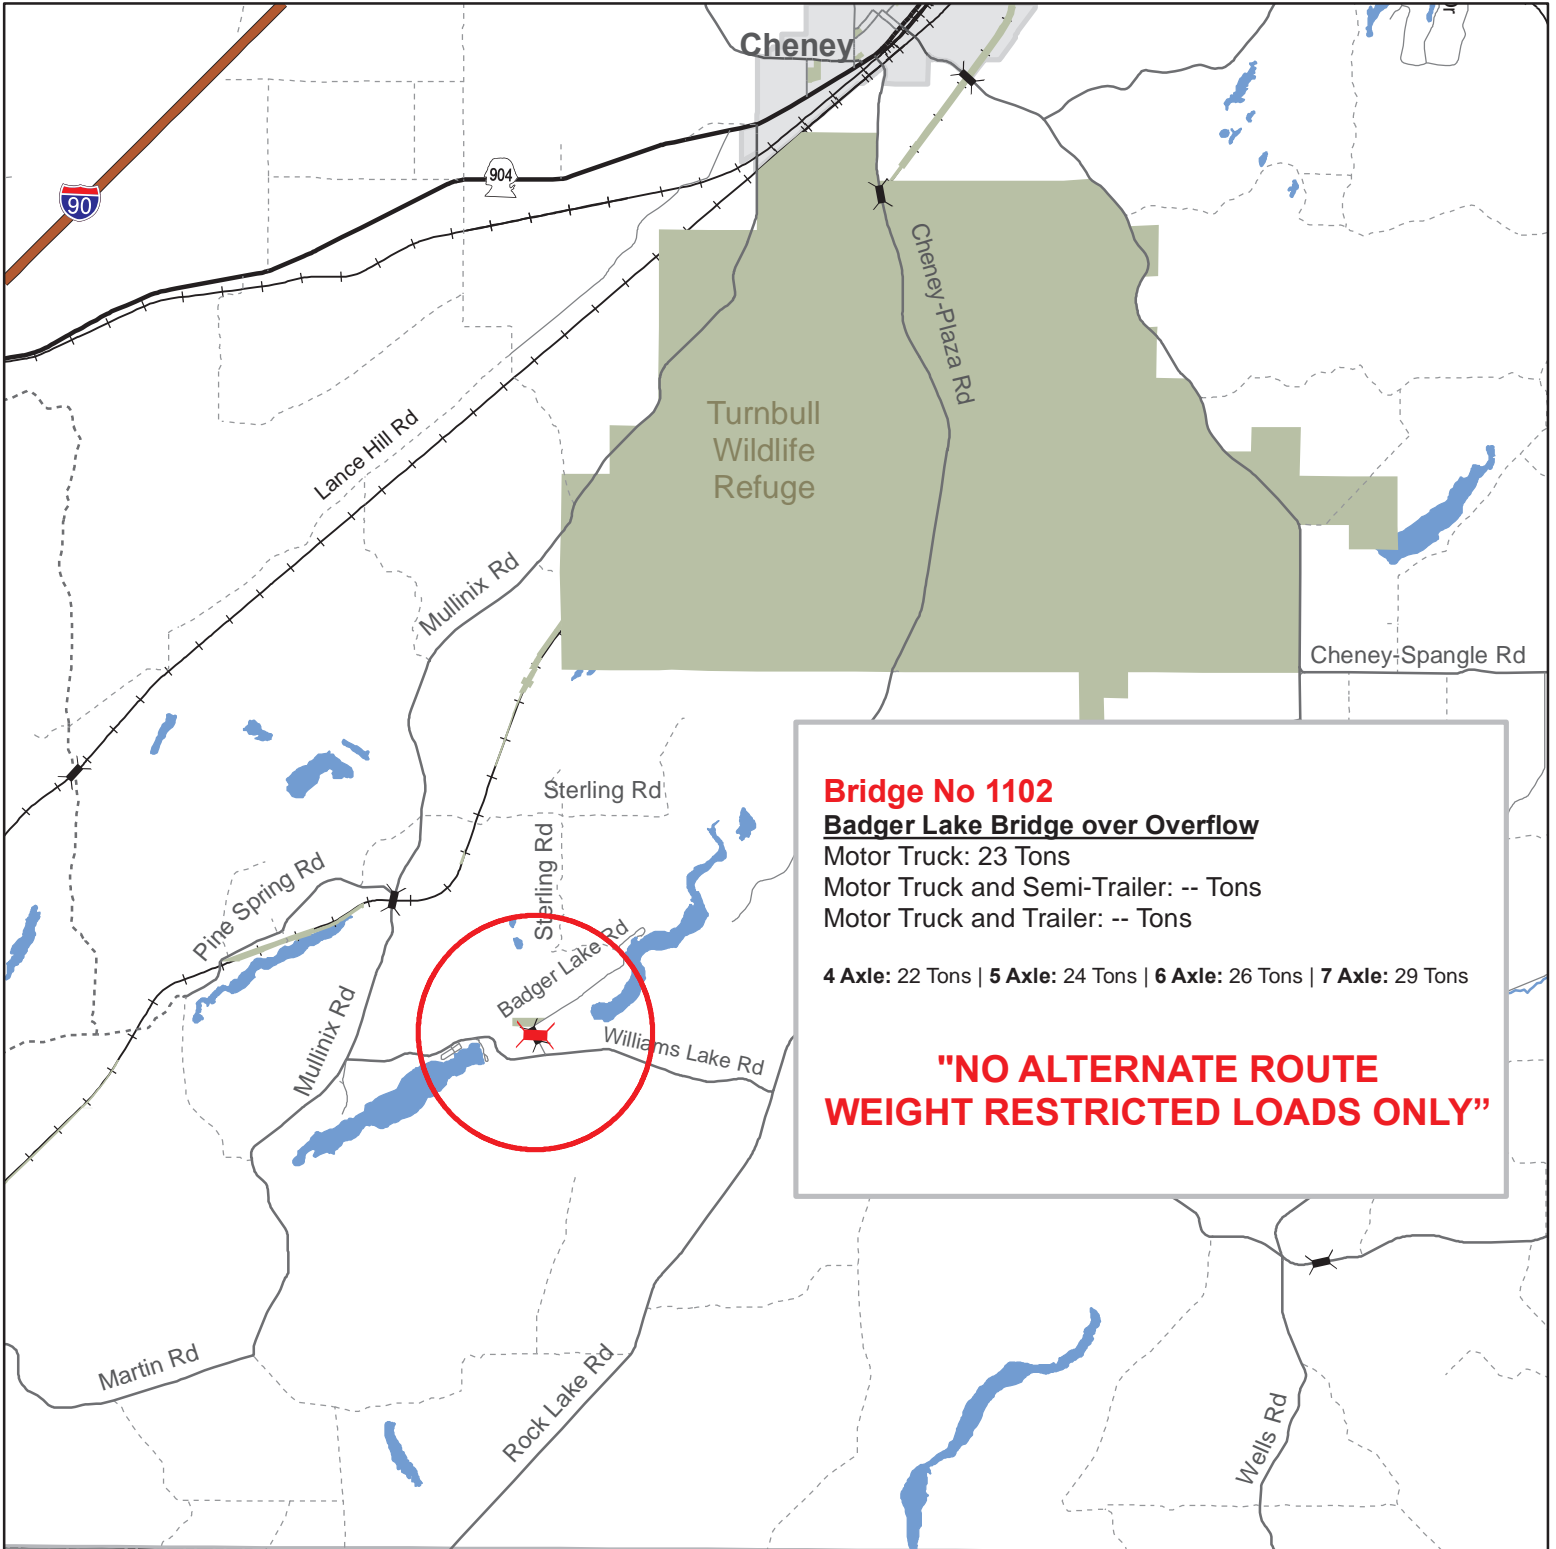 Cheney
904
90
Cheney-Plaza Rd
Turnbull
Wildlife
Refuge
Lance Hill Rd
Mullinix Rd
Cheney-Spangle Rd
Sterling Rd
Sterling Rd
Pine Spring Rd
Badger Lake Rd
Mullinix Rd
Williams Lake Rd
Bridge No 1102
Badger Lake Bridge over Overflow
Motor Truck: 23 Tons
Motor Truck and Semi-Trailer: -- Tons
Motor Truck and Trailer: -- Tons
4 Axle: 22 Tons | 5 Axle: 24 Tons | 6 Axle: 26 Tons | 7 Axle: 29 Tons
"NO ALTERNATE ROUTE
WEIGHT RESTRICTED LOADS ONLY”
Martin Rd
Rock Lake Rd
Wells Rd